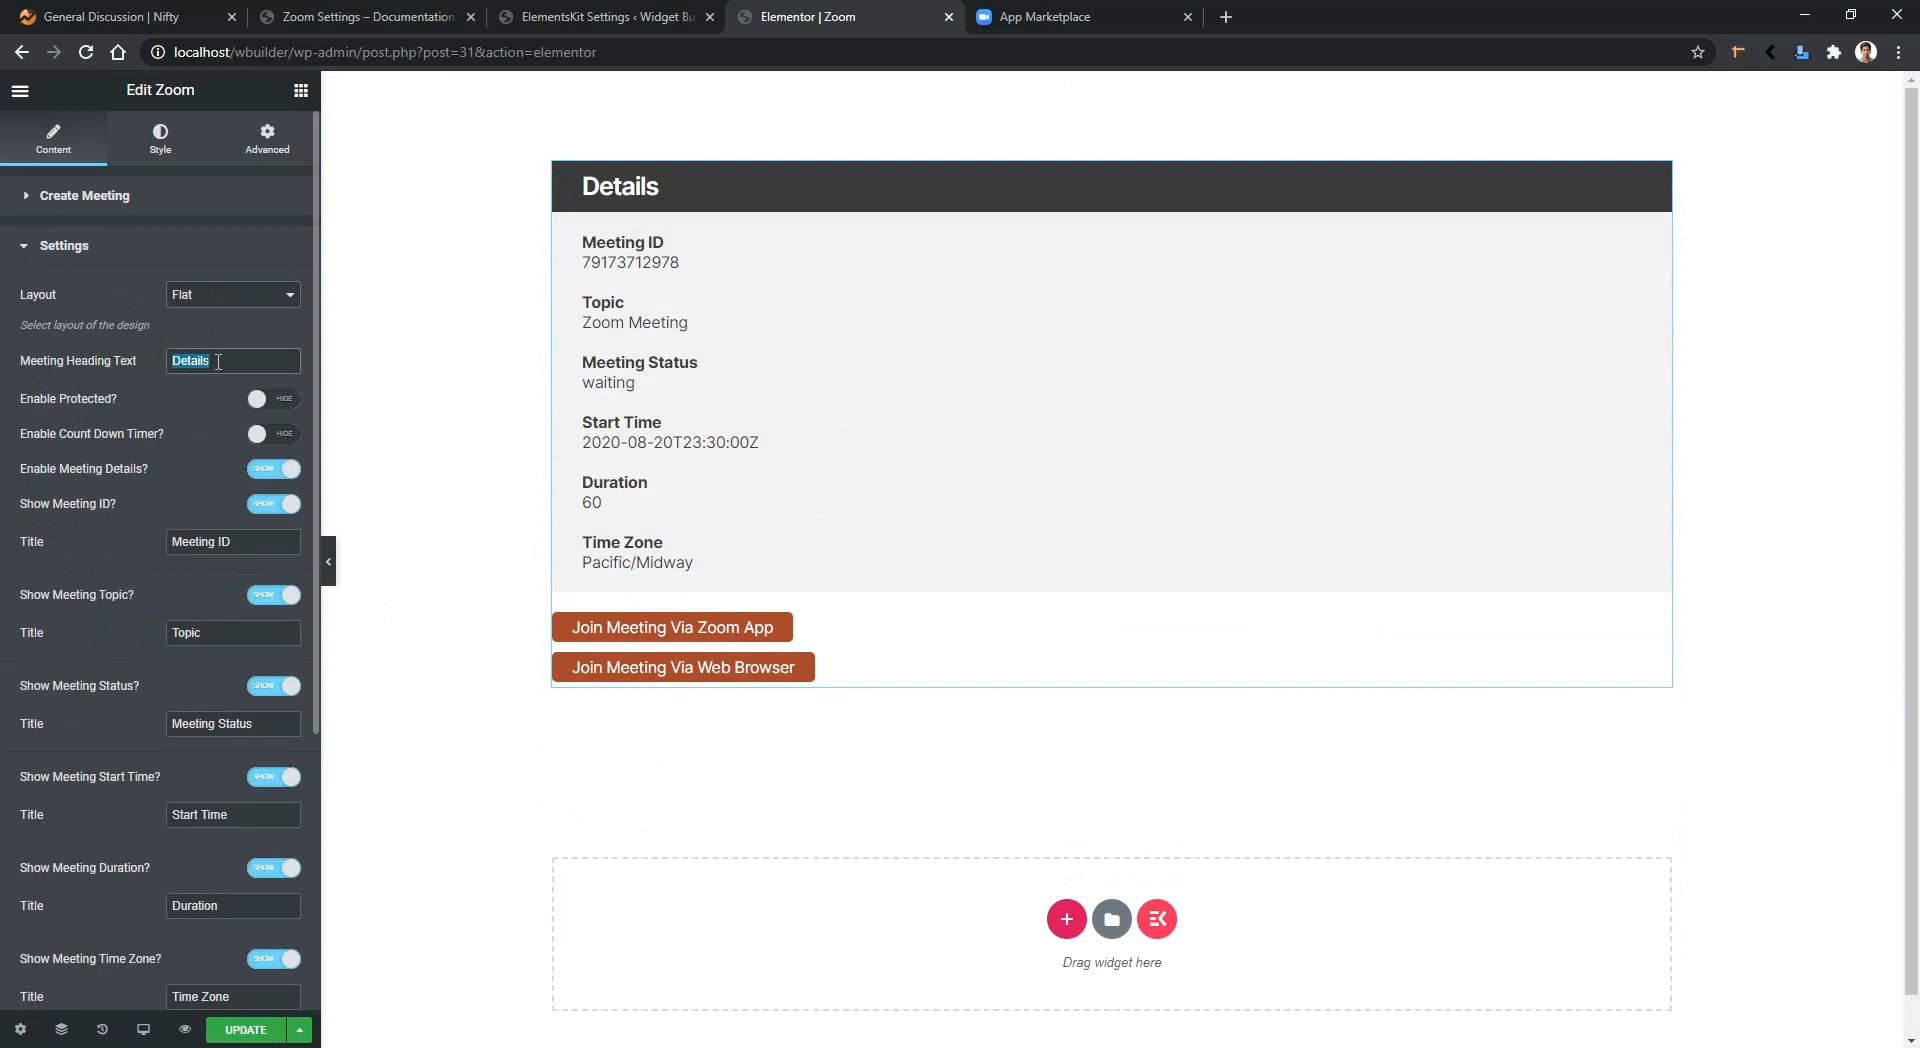 General Discussion | Nifty
Zoom Settings – Documentation
ElementsKit Settings ‹ Widget Bu
Elementor | Zoom
App Marketplace
localhost/wbuilder/wp-admin/post.php?post=31&action=elementor
Edit Zoom
Content
Style
Advanced
Create Meeting
Settings
Layout
Flat
Select layout of the design
Meeting Heading Text
Details
Enable Protected?
HIDE
Enable Count Down Timer?
HIDE
Enable Meeting Details?
SHOW
Show Meeting ID?
SHOW
Title
Meeting ID
Show Meeting Topic?
SHOW
Title
Topic
Show Meeting Status?
SHOW
Title
Meeting Status
Show Meeting Start Time?
SHOW
Title
Start Time
Show Meeting Duration?
SHOW
Title
Duration
Show Meeting Time Zone?
SHOW
Title
Time Zone
UPDATE
Details
Meeting ID
79173712978
Topic
Zoom Meeting
Meeting Status
waiting
Start Time
2020-08-20T23:30:00Z
Duration
60
Time Zone
Pacific/Midway
Join Meeting Via Zoom App
Join Meeting Via Web Browser
Drag widget here